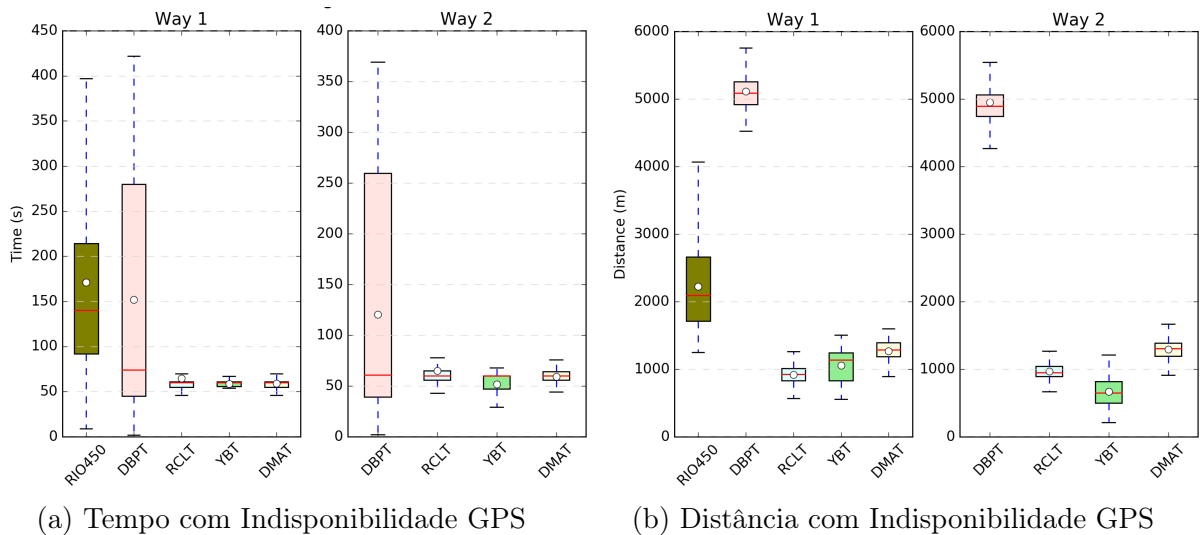 Way 1
Way 2
Way 1
Way 2
450
400
350
300
250
200
150
100
50
0
Time (s)
RIO450
DBPT
RCLT
YBT
DMAT
400
350
300
250
200
150
100
50
0
DBPT
RCLT
YBT
DMAT
6000
5000
4000
3000
2000
1000
0
Distance (m)
RIO450
DBPT
RCLT
YBT
DMAT
6000
5000
4000
3000
2000
1000
0
DBPT
RCLT
YBT
DMAT
(a) Tempo com Indisponibilidade GPS
(b) Distância com Indisponibilidade GPS